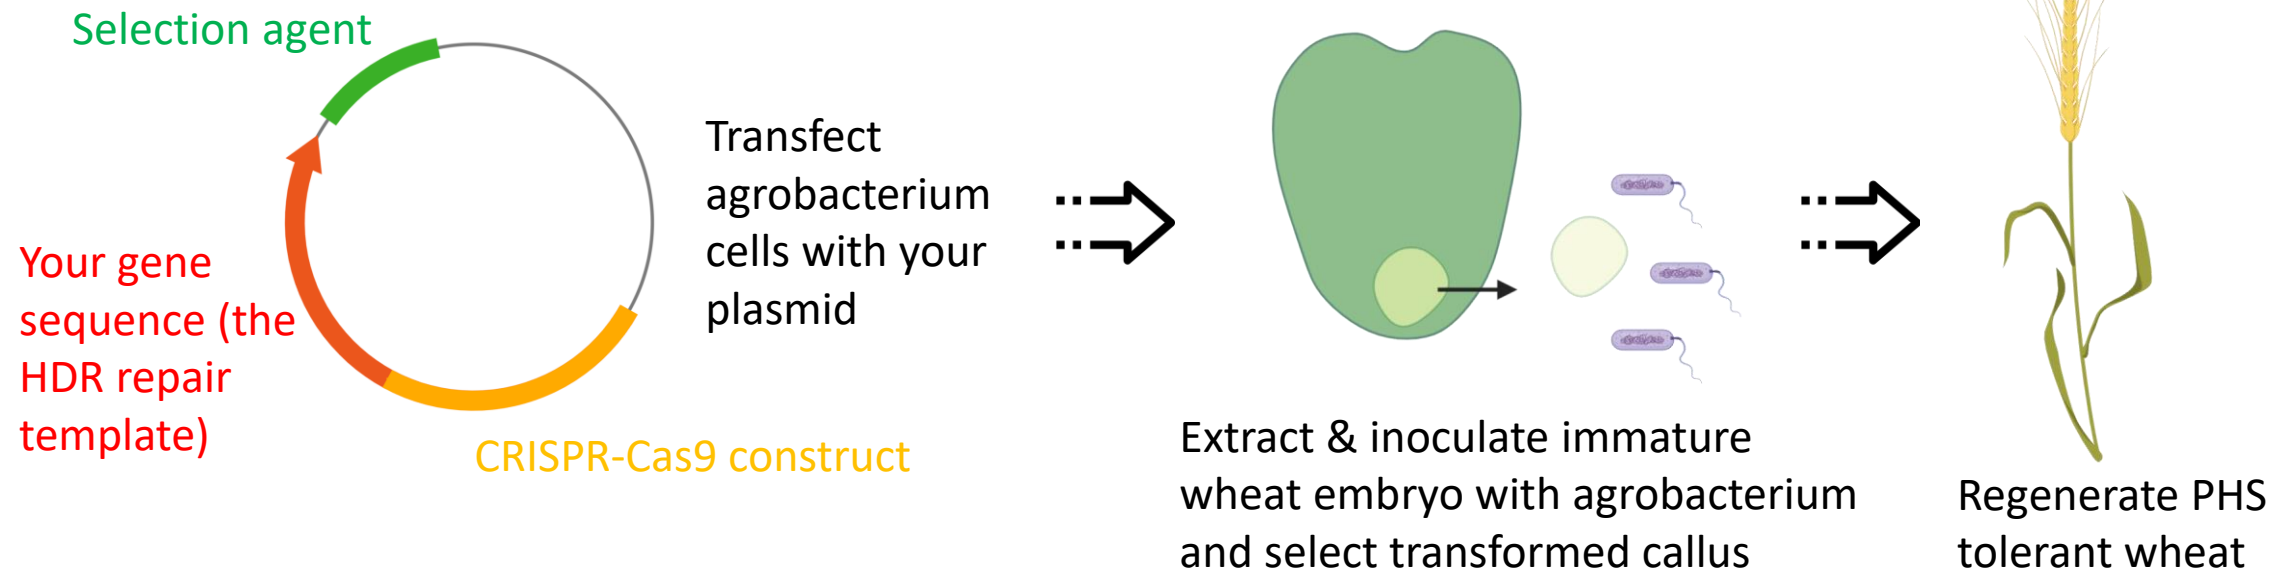 Selection agent
Your gene
sequence (the
HDR repair
template)
CRISPR-Cas9 construct
Transfect
agrobacterium
cells with your
plasmid
Extract & inoculate immature
wheat embryo with agrobacterium
and select transformed callus
Regenerate PHS
tolerant wheat